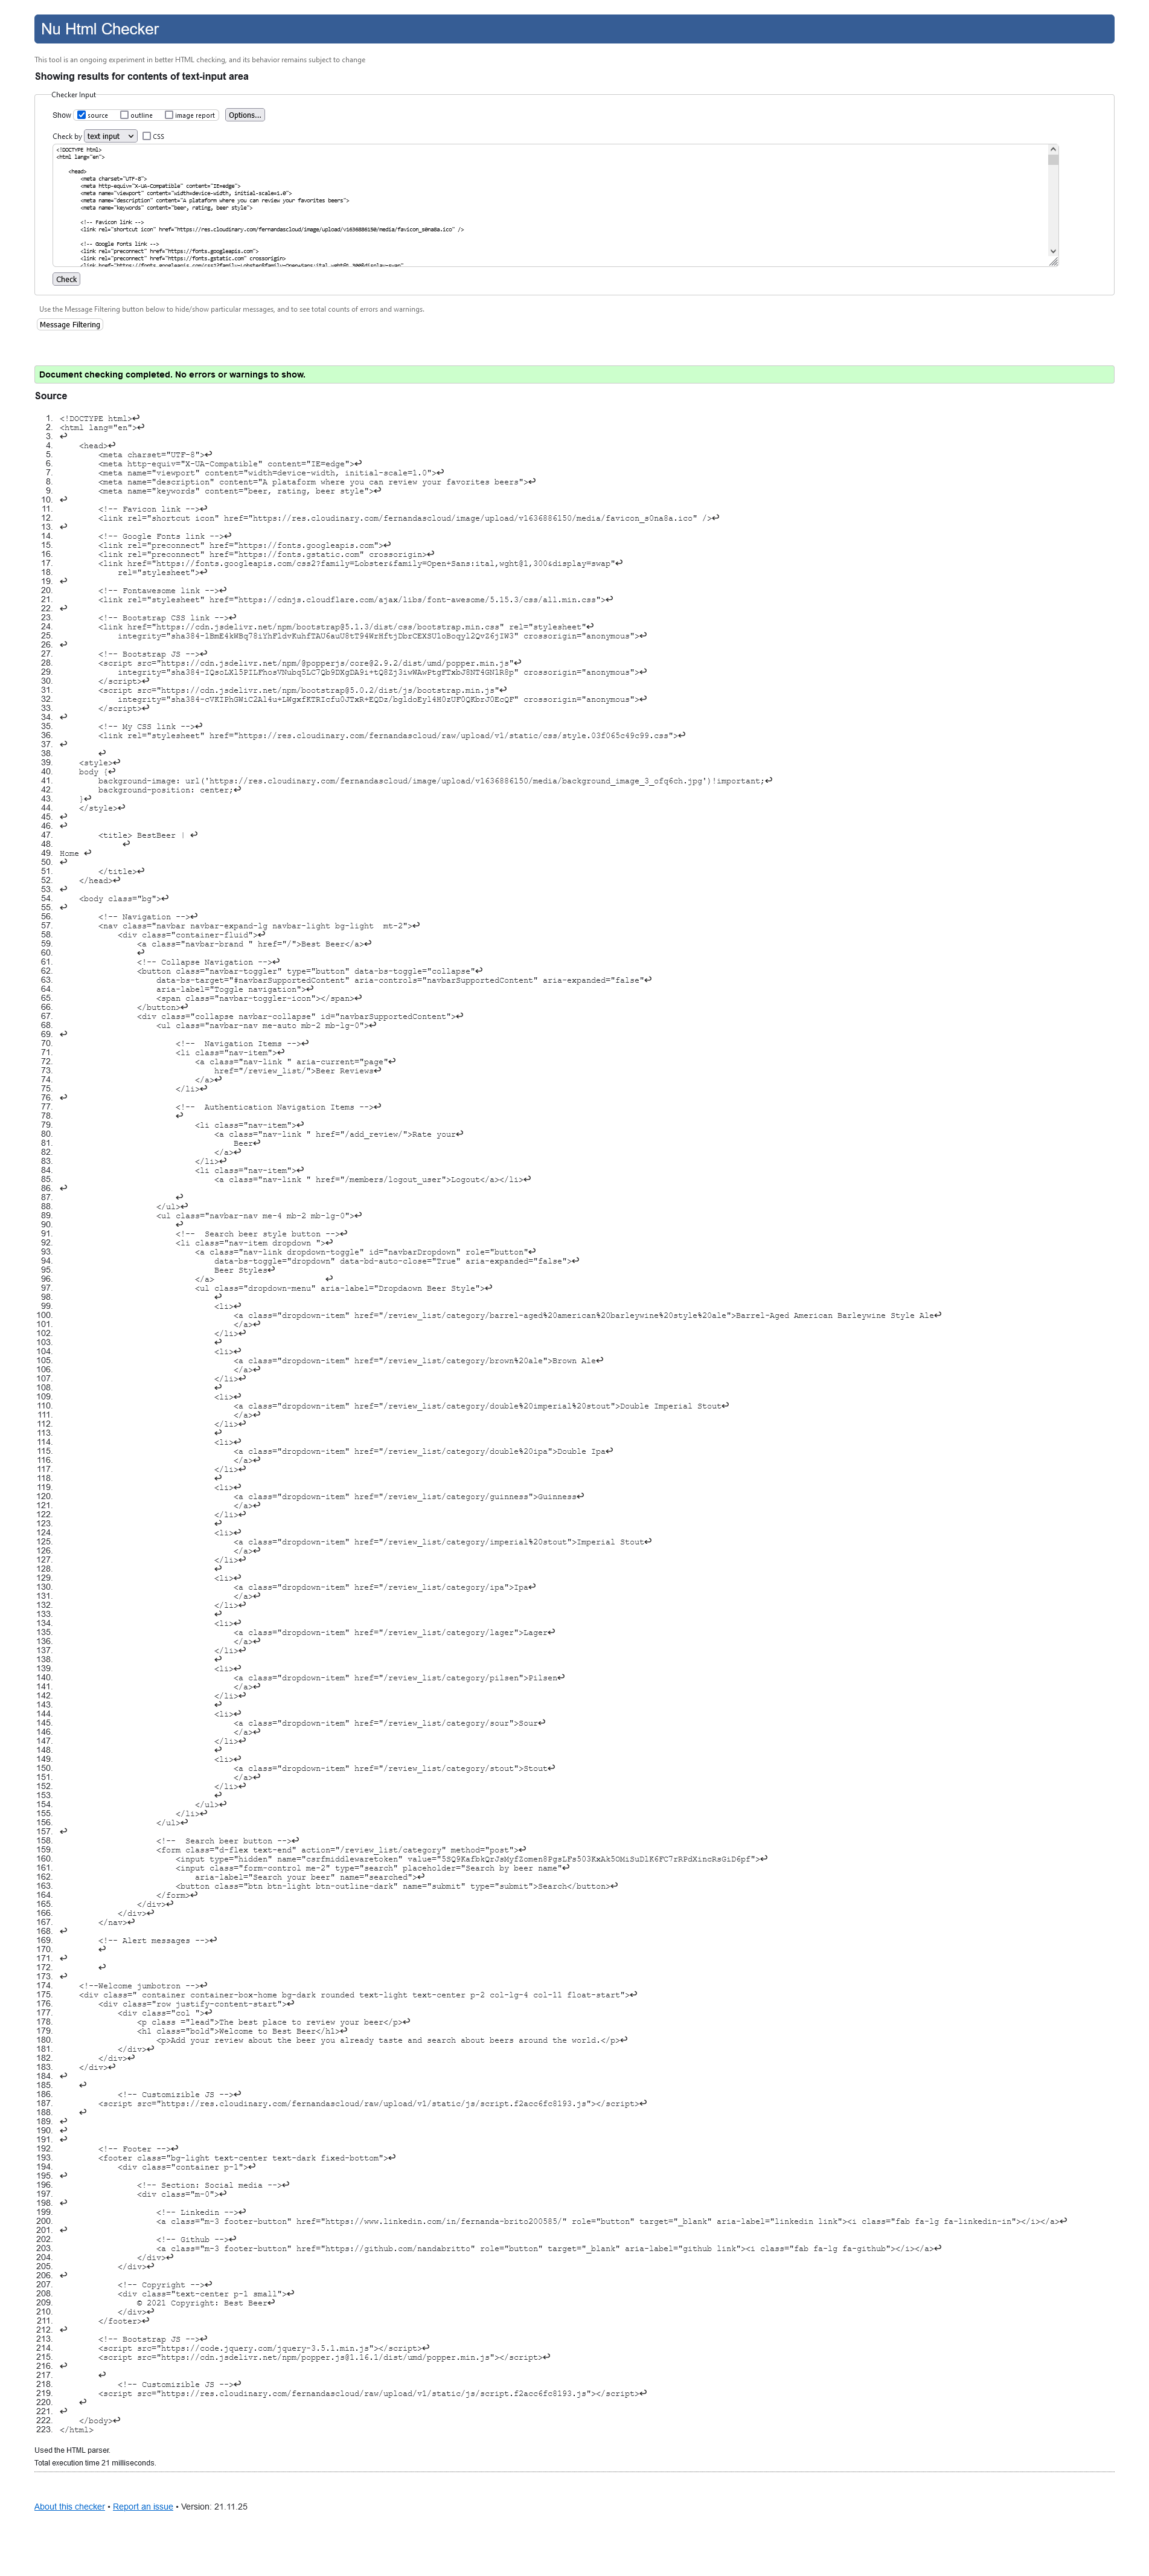 Nu Html Checker
This tool is an ongoing experiment in better HTML checking, and its behavior remains subject to change
Showing results for contents of text-input area
Checker Input
Show source outline image report Options...
Check by text input CSS
<!DOCTYPE html>
<html lang="en">
<head>
<meta charset="UTF-8">
<meta http-equiv="X-UA-Compatible" content="IE=edge">
<meta name="viewport" content="width=device-width, initial-scale=1.0">
<meta name="description" content="A plataform where you can review your favorites beers">
<meta name="keywords" content="beer, rating, beer style">
<!-- Favicon link -->
<link rel="shortcut icon" href="https://res.cloudinary.com/fernandascloud/image/upload/v1636886150/media/favicon_s0na8a.ico" />
<!-- Google Fonts link -->
<link rel="preconnect" href="https://fonts.googleapis.com">
<link rel="preconnect" href="https://fonts.gstatic.com" crossorigin>
<link href="https://fonts.googleapis.com/css2?family=Lobster&family=Open+Sans:ital,wght@1,300&display=swap"
Check
Use the Message Filtering button below to hide/show particular messages, and to see total counts of errors and warnings.
Message Filtering
Document checking completed. No errors or warnings to show.
Source
1. <!DOCTYPE html>↩
2. <html lang="en">↩
3. ↩
4. <head>↩
5. <meta charset="UTF-8">↩
6. <meta http-equiv="X-UA-Compatible" content="IE=edge">↩
7. <meta name="viewport" content="width=device-width, initial-scale=1.0">↩
8. <meta name="description" content="A plataform where you can review your favorites beers">↩
9. <meta name="keywords" content="beer, rating, beer style">↩
10. ↩
11. <!-- Favicon link -->↩
12. <link rel="shortcut icon" href="https://res.cloudinary.com/fernandascloud/image/upload/v1636886150/media/favicon_s0na8a.ico" />↩
13. ↩
14. <!-- Google Fonts link -->↩
15. <link rel="preconnect" href="https://fonts.googleapis.com">↩
16. <link rel="preconnect" href="https://fonts.gstatic.com" crossorigin>↩
17. <link href="https://fonts.googleapis.com/css2?family=Lobster&family=Open+Sans:ital,wght@1,300&display=swap"↩
18. rel="stylesheet">↩
19. ↩
20. <!-- Fontawesome link -->↩
21. <link rel="stylesheet" href="https://cdnjs.cloudflare.com/ajax/libs/font-awesome/5.15.3/css/all.min.css">↩
22. ↩
23. <!-- Bootstrap CSS link -->↩
24. <link href="https://cdn.jsdelivr.net/npm/bootstrap@5.1.3/dist/css/bootstrap.min.css" rel="stylesheet"↩
25. integrity="sha384-1BmE4kWBq78iYhFldvKuhfTAU6auU8tT94WrHftjDbrCEXSU1oBoqyl2QvZ6jIW3" crossorigin="anonymous">↩
26. ↩
27. <!-- Bootstrap JS -->↩
28. <script src="https://cdn.jsdelivr.net/npm/@popperjs/core@2.9.2/dist/umd/popper.min.js"↩
29. integrity="sha384-IQsoLXl5PILFhosVNubq5LC7Qb9DXgDA9i+tQ8Zj3iwWAwPtgFTxbJ8NT4GN1R8p" crossorigin="anonymous">↩
30. </script>↩
31. <script src="https://cdn.jsdelivr.net/npm/bootstrap@5.0.2/dist/js/bootstrap.min.js"↩
32. integrity="sha384-cVKIPhGWiC2Al4u+LWgxfKTRIcfu0JTxR+EQDz/bgldoEyl4H0zUF0QKbrJ0EcQF" crossorigin="anonymous">↩
33. </script>↩
34. ↩
35. <!-- My CSS link -->↩
36. <link rel="stylesheet" href="https://res.cloudinary.com/fernandascloud/raw/upload/v1/static/css/style.03f065c49c99.css">↩
37. ↩
38. ↩
39. <style>↩
40. body {↩
41. background-image: url('https://res.cloudinary.com/fernandascloud/image/upload/v1636886150/media/background_image_3_ofq6ch.jpg')!important;↩
42. background-position: center;↩
43. }↩
44. </style>↩
45. ↩
46. ↩
47. <title> BestBeer | ↩
48. ↩
49. Home ↩
50. ↩
51. </title>↩
52. </head>↩
53. ↩
54. <body class="bg">↩
55. ↩
56. <!-- Navigation -->↩
57. <nav class="navbar navbar-expand-lg navbar-light bg-light  mt-2">↩
58. <div class="container-fluid">↩
59. <a class="navbar-brand " href="/">Best Beer</a>↩
60. ↩
61. <!-- Collapse Navigation -->↩
62. <button class="navbar-toggler" type="button" data-bs-toggle="collapse"↩
63. data-bs-target="#navbarSupportedContent" aria-controls="navbarSupportedContent" aria-expanded="false"↩
64. aria-label="Toggle navigation">↩
65. <span class="navbar-toggler-icon"></span>↩
66. </button>↩
67. <div class="collapse navbar-collapse" id="navbarSupportedContent">↩
68. <ul class="navbar-nav me-auto mb-2 mb-lg-0">↩
69. ↩
70. <!--  Navigation Items -->↩
71. <li class="nav-item">↩
72. <a class="nav-link " aria-current="page"↩
73. href="/review_list/">Beer Reviews↩
74. </a>↩
75. </li>↩
76. ↩
77. <!--  Authentication Navigation Items -->↩
78. ↩
79. <li class="nav-item">↩
80. <a class="nav-link " href="/add_review/">Rate your↩
81. Beer↩
82. </a>↩
83. </li>↩
84. <li class="nav-item">↩
85. <a class="nav-link " href="/members/logout_user">Logout</a></li>↩
86. ↩
87. ↩
88. </ul>↩
89. <ul class="navbar-nav me-4 mb-2 mb-lg-0">↩
90. ↩
91. <!--  Search beer style button -->↩
92. <li class="nav-item dropdown ">↩
93. <a class="nav-link dropdown-toggle" id="navbarDropdown" role="button"↩
94. data-bs-toggle="dropdown" data-bd-auto-close="True" aria-expanded="false">↩
95. Beer Styles↩
96. </a> ↩
97. <ul class="dropdown-menu" aria-label="Dropdaown Beer Style">↩
98. ↩
99. <li>↩
100. <a class="dropdown-item" href="/review_list/category/barrel-aged%20american%20barleywine%20style%20ale">Barrel-Aged American Barleywine Style Ale↩
101. </a>↩
102. </li>↩
103. ↩
104. <li>↩
105. <a class="dropdown-item" href="/review_list/category/brown%20ale">Brown Ale↩
106. </a>↩
107. </li>↩
108. ↩
109. <li>↩
110. <a class="dropdown-item" href="/review_list/category/double%20imperial%20stout">Double Imperial Stout↩
111. </a>↩
112. </li>↩
113. ↩
114. <li>↩
115. <a class="dropdown-item" href="/review_list/category/double%20ipa">Double Ipa↩
116. </a>↩
117. </li>↩
118. ↩
119. <li>↩
120. <a class="dropdown-item" href="/review_list/category/guinness">Guinness↩
121. </a>↩
122. </li>↩
123. ↩
124. <li>↩
125. <a class="dropdown-item" href="/review_list/category/imperial%20stout">Imperial Stout↩
126. </a>↩
127. </li>↩
128. ↩
129. <li>↩
130. <a class="dropdown-item" href="/review_list/category/ipa">Ipa↩
131. </a>↩
132. </li>↩
133. ↩
134. <li>↩
135. <a class="dropdown-item" href="/review_list/category/lager">Lager↩
136. </a>↩
137. </li>↩
138. ↩
139. <li>↩
140. <a class="dropdown-item" href="/review_list/category/pilsen">Pilsen↩
141. </a>↩
142. </li>↩
143. ↩
144. <li>↩
145. <a class="dropdown-item" href="/review_list/category/sour">Sour↩
146. </a>↩
147. </li>↩
148. ↩
149. <li>↩
150. <a class="dropdown-item" href="/review_list/category/stout">Stout↩
151. </a>↩
152. </li>↩
153. ↩
154. </ul>↩
155. </li>↩
156. </ul>↩
157. ↩
158. <!--  Search beer button -->↩
159. <form class="d-flex text-end" action="/review_list/category" method="post">↩
160. <input type="hidden" name="csrfmiddlewaretoken" value="5SQ9KafbkQrJsMyfZomen8PgsLFs503KxAk5OMiSuDlK6FC7rRPdXincRsGiD6pf">↩
161. <input class="form-control me-2" type="search" placeholder="Search by beer name"↩
162. aria-label="Search your beer" name="searched">↩
163. <button class="btn btn-light btn-outline-dark" name="submit" type="submit">Search</button>↩
164. </form>↩
165. </div>↩
166. </div>↩
167. </nav>↩
168. ↩
169. <!-- Alert messages -->↩
170. ↩
171. ↩
172. ↩
173. ↩
174. <!--Welcome jumbotron -->↩
175. <div class=" container container-box-home bg-dark rounded text-light text-center p-2 col-lg-4 col-11 float-start">↩
176. <div class="row justify-content-start">↩
177. <div class="col ">↩
178. <p class ="lead">The best place to review your beer</p>↩
179. <h1 class="bold">Welcome to Best Beer</h1>↩
180. <p>Add your review about the beer you already taste and search about beers around the world.</p>↩
181. </div>↩
182. </div>↩
183. </div>↩
184. ↩
185. ↩
186. <!-- Customizible JS -->↩
187. <script src="https://res.cloudinary.com/fernandascloud/raw/upload/v1/static/js/script.f2acc6fc8193.js"></script>↩
188. ↩
189. ↩
190. ↩
191. ↩
192. <!-- Footer -->↩
193. <footer class="bg-light text-center text-dark fixed-bottom">↩
194. <div class="container p-1">↩
195. ↩
196. <!-- Section: Social media -->↩
197. <div class="m-0">↩
198. ↩
199. <!-- Linkedin -->↩
200. <a class="m-3 footer-button" href="https://www.linkedin.com/in/fernanda-brito200585/" role="button" target="_blank" aria-label="linkedin link"><i class="fab fa-lg fa-linkedin-in"></i></a>↩
201. ↩
202. <!-- Github -->↩
203. <a class="m-3 footer-button" href="https://github.com/nandabritto" role="button" target="_blank" aria-label="github link"><i class="fab fa-lg fa-github"></i></a>↩
204. </div>↩
205. </div>↩
206. ↩
207. <!-- Copyright -->↩
208. <div class="text-center p-1 small">↩
209. © 2021 Copyright: Best Beer↩
210. </div>↩
211. </footer>↩
212. ↩
213. <!-- Bootstrap JS -->↩
214. <script src="https://code.jquery.com/jquery-3.5.1.min.js"></script>↩
215. <script src="https://cdn.jsdelivr.net/npm/popper.js@1.16.1/dist/umd/popper.min.js"></script>↩
216. ↩
217. ↩
218. <!-- Customizible JS -->↩
219. <script src="https://res.cloudinary.com/fernandascloud/raw/upload/v1/static/js/script.f2acc6fc8193.js"></script>↩
220. ↩
221. ↩
222. </body>↩
223. </html>
Used the HTML parser.
Total execution time 21 milliseconds.
About this checker • Report an issue • Version: 21.11.25